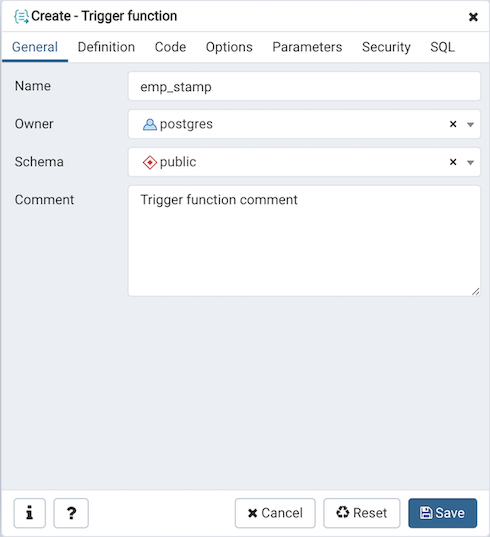 Create - Trigger function
General Definition Code Options Parameters Security SQL
Name emp_stamp
Owner postgres
Schema public
Comment Trigger function comment
i ? Cancel Reset Save